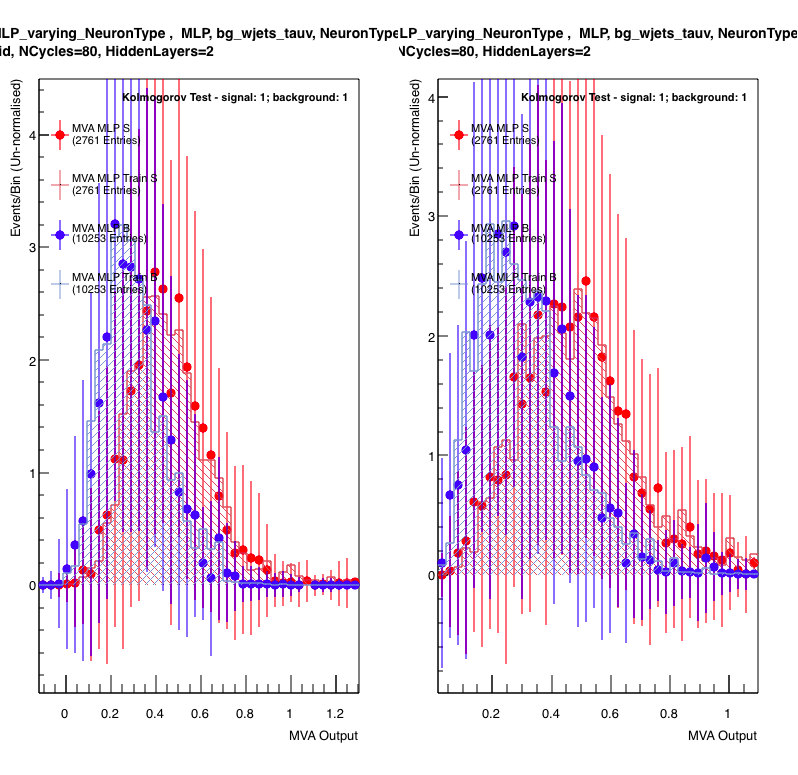 MLP_varying_NeuronType , MLP, bg_wjets_tauv, NeuronType
id, NCycles=80, HiddenLayers=2
Events/Bin (Un-normalised)
Kolmogorov Test - signal: 1; background: 1
MVA MLP S
(2761 Entries)
MVA MLP Train S
(2761 Entries)
MVA MLP B
(10253 Entries)
MVA MLP Train B
(10253 Entries)
4
3
2
1
0
0 0.2 0.4 0.6 0.8 1 1.2
MVA Output
MLP_varying_NeuronType , MLP, bg_wjets_tauv, NeuronType
NCycles=80, HiddenLayers=2
Events/Bin (Un-normalised)
Kolmogorov Test - signal: 1; background: 1
MVA MLP S
(2761 Entries)
MVA MLP Train S
(2761 Entries)
MVA MLP B
(10253 Entries)
MVA MLP Train B
(10253 Entries)
4
3
2
1
0
0.2 0.4 0.6 0.8 1
MVA Output